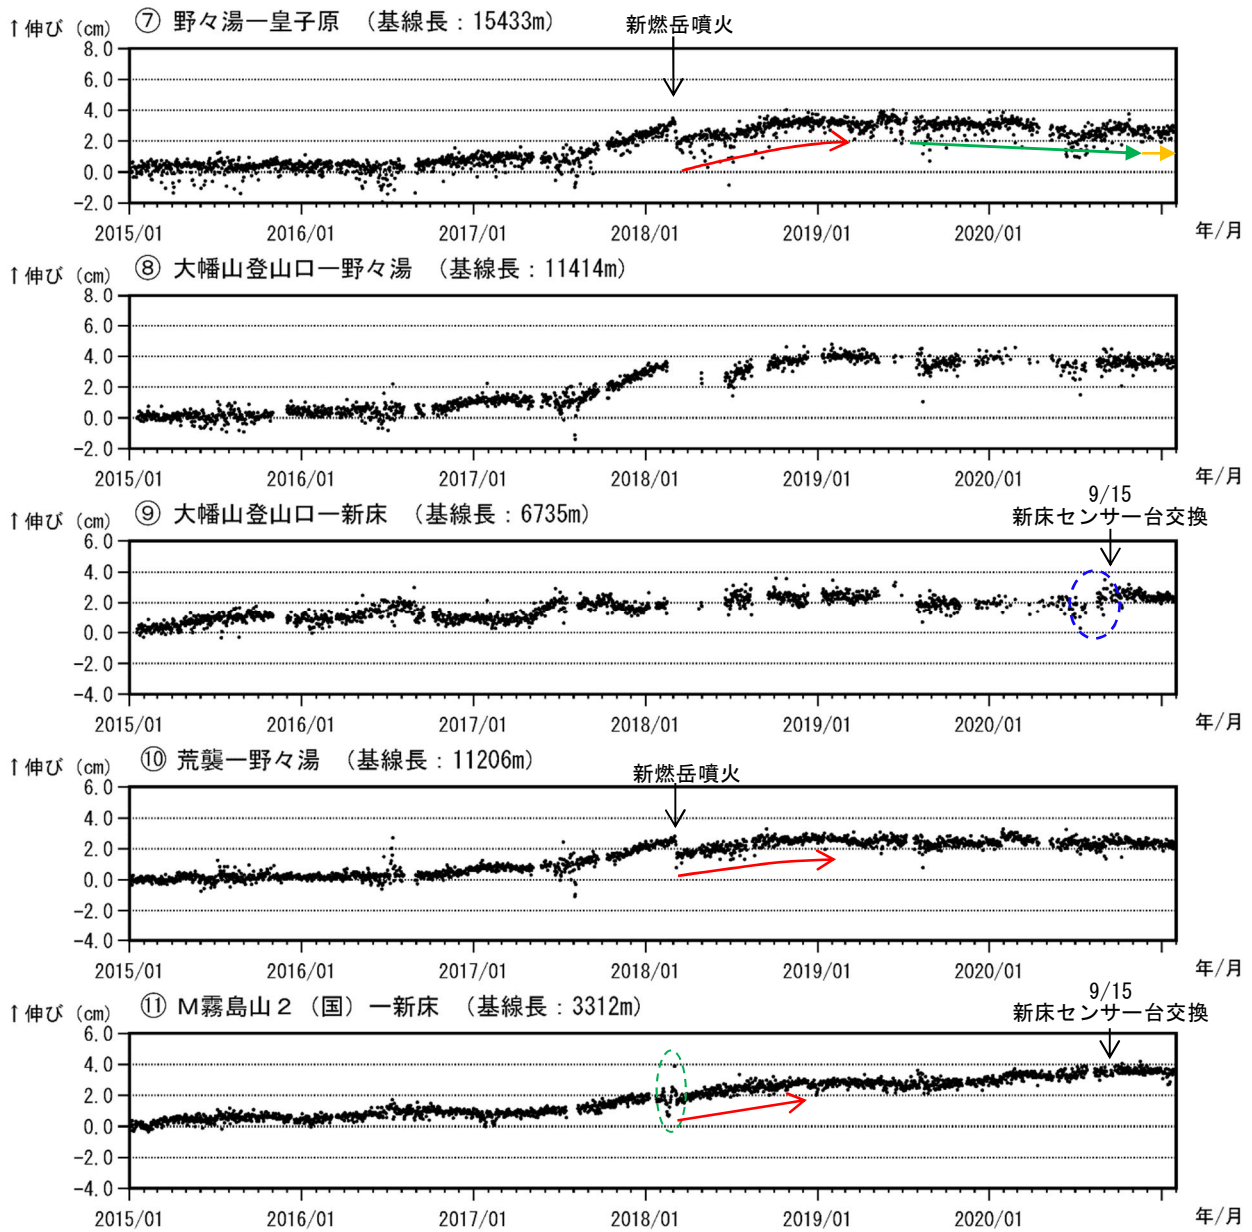 ↑伸び (cm) ⑦ 野々湯ー皇子原 (基線長：15433m)
新燃岳噴火
8.0
6.0
4.0
2.0
0.0
-2.0
2015/01 2016/01 2017/01 2018/01 2019/01 2020/01 年/月
↑伸び (cm) ⑧ 大幡山登山口ー野々湯 (基線長：11414m)
8.0
6.0
4.0
2.0
0.0
-2.0
2015/01 2016/01 2017/01 2018/01 2019/01 2020/01 年/月
9/15
新床センサー台交換
↑伸び (cm) ⑨ 大幡山登山口ー新床 (基線長：6735m)
6.0
4.0
2.0
0.0
-2.0
-4.0
2015/01 2016/01 2017/01 2018/01 2019/01 2020/01 年/月
↑伸び (cm) ⑩ 荒襲ー野々湯 (基線長：11206m)
新燃岳噴火
6.0
4.0
2.0
0.0
-2.0
-4.0
2015/01 2016/01 2017/01 2018/01 2019/01 2020/01 年/月
9/15
新床センサー台交換
↑伸び (cm) ⑪ M霧島山２（国）ー新床 (基線長：3312m)
6.0
4.0
2.0
0.0
-2.0
-4.0
2015/01 2016/01 2017/01 2018/01 2019/01 2020/01 年/月